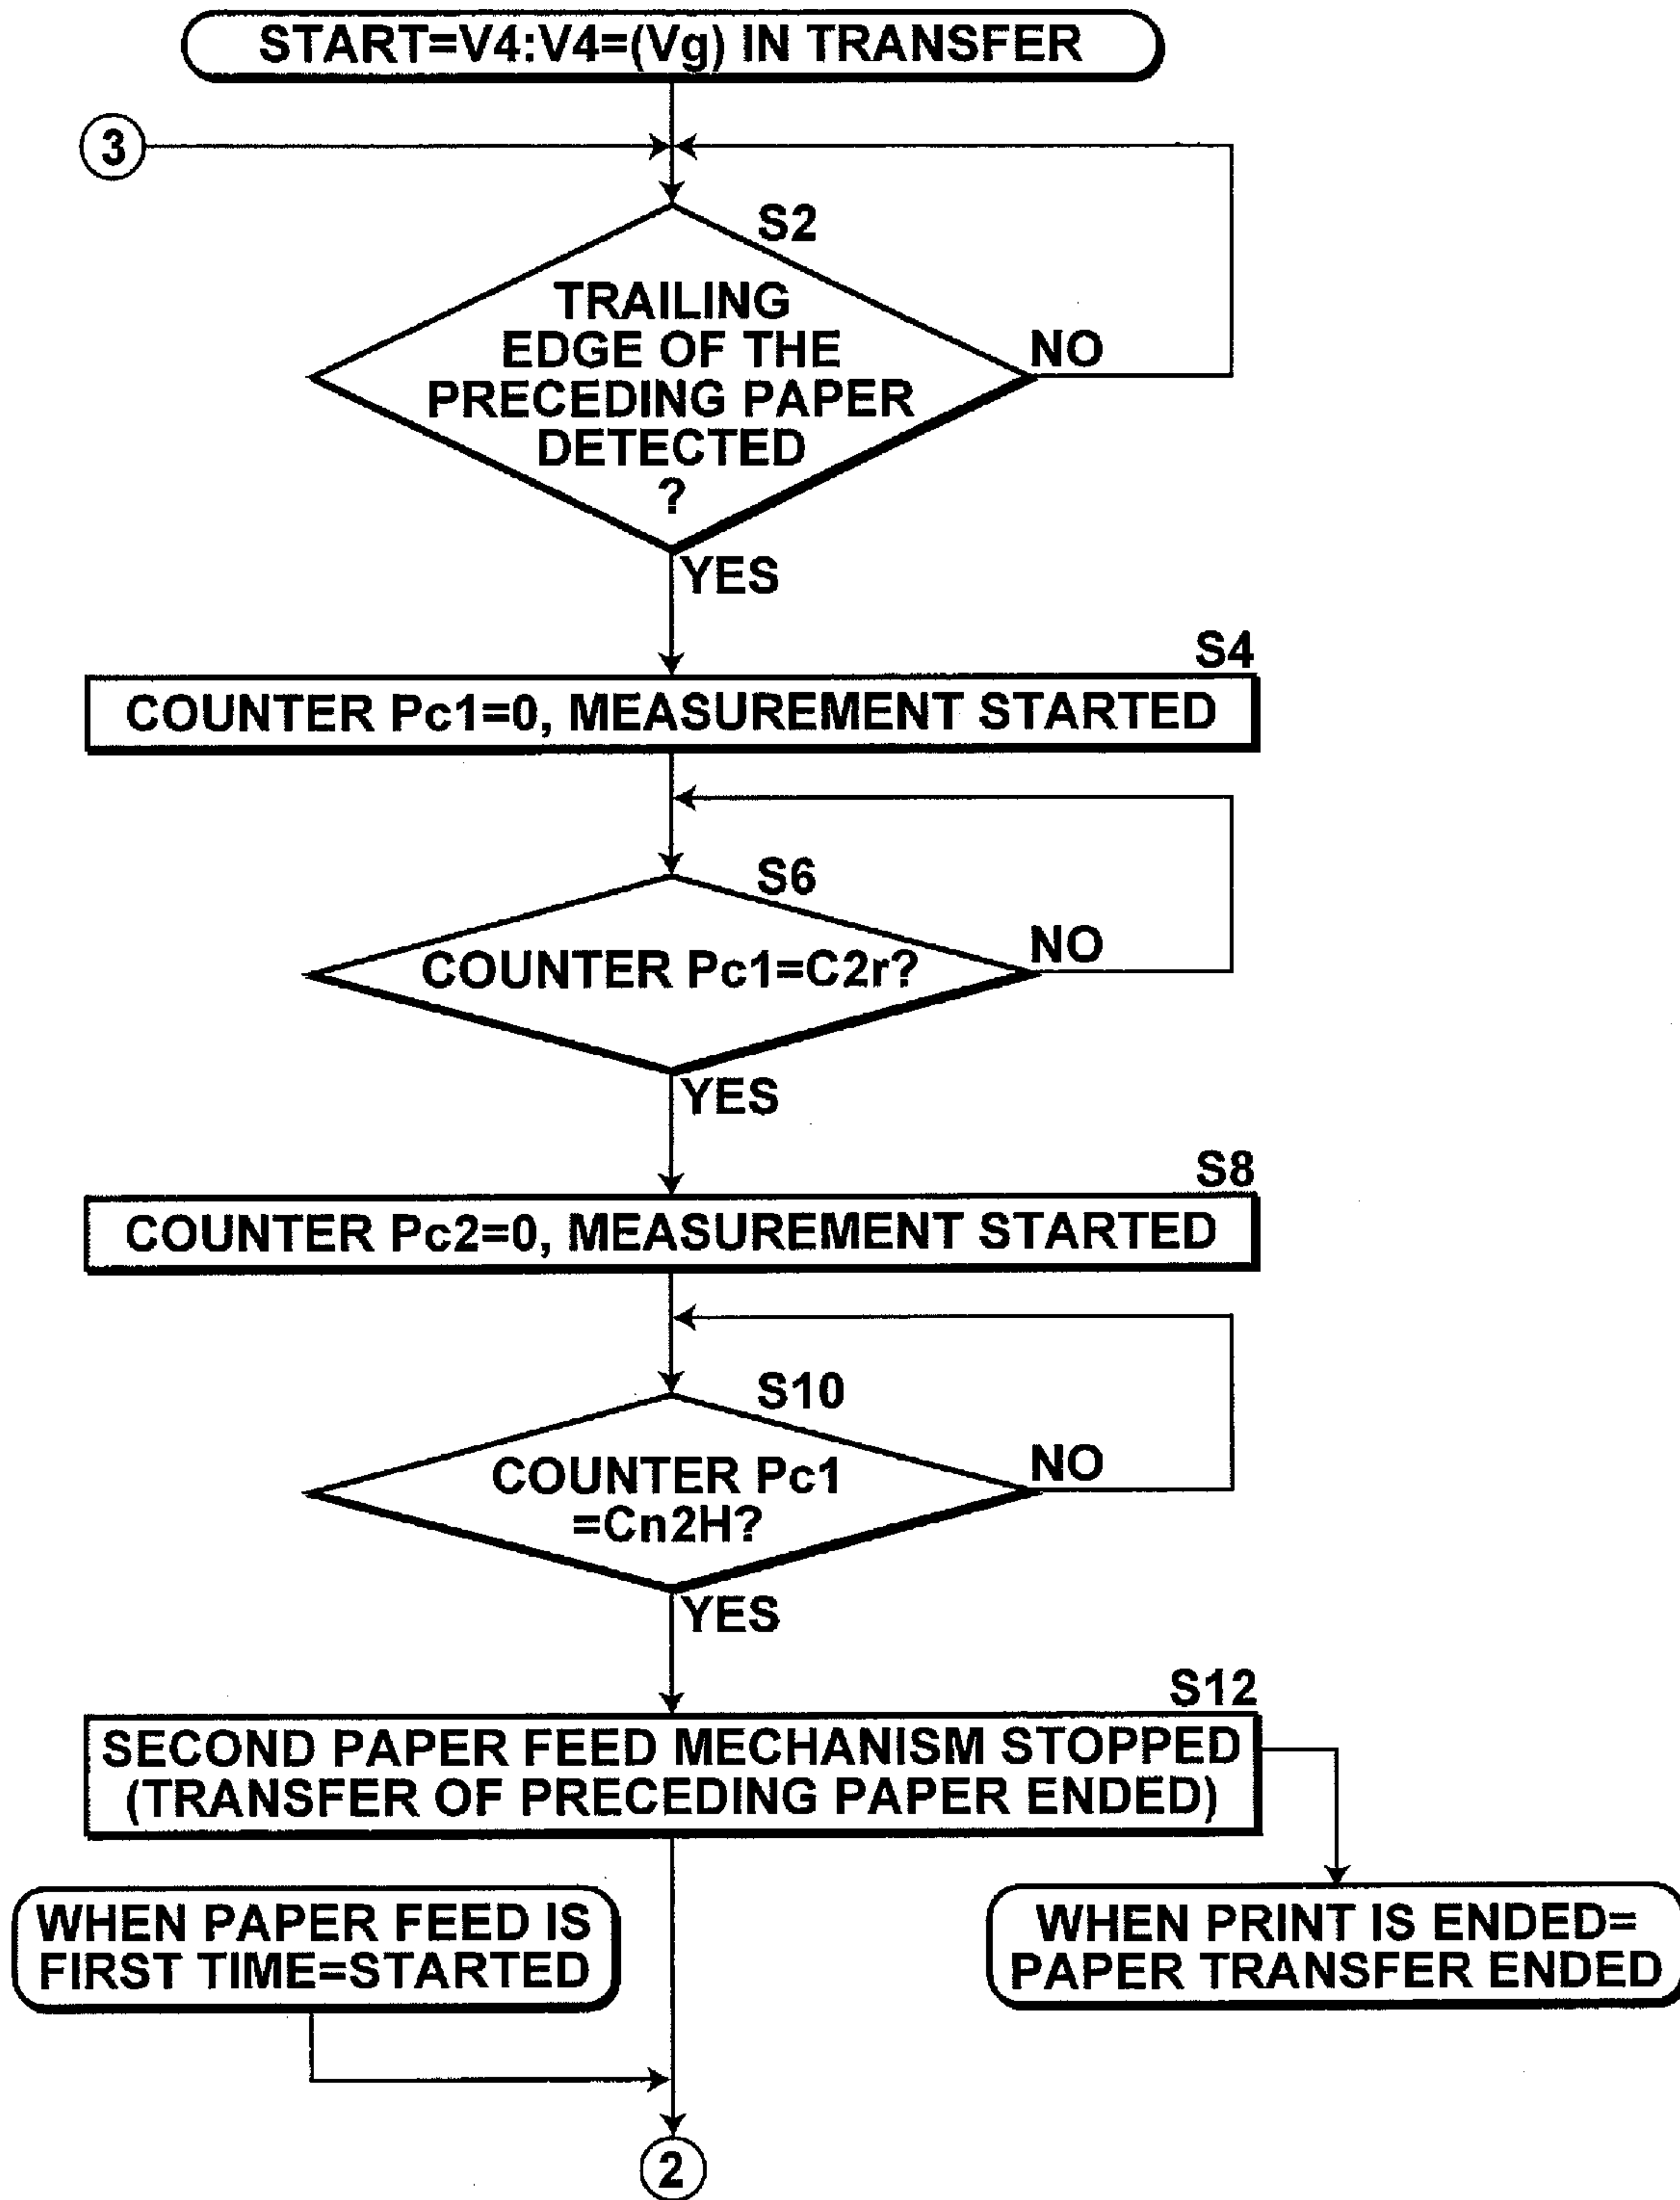 START=V4:V4=(Vg) IN TRANSFER
3
S2
TRAILING
EDGE OF THE
PRECEDING PAPER
DETECTED
?
NO
YES
S4
COUNTER Pc1=0, MEASUREMENT STARTED
S6
COUNTER Pc1=C2r?
NO
YES
S8
COUNTER Pc2=0, MEASUREMENT STARTED
S10
COUNTER Pc1
=Cn2H?
NO
YES
S12
SECOND PAPER FEED MECHANISM STOPPED
(TRANSFER OF PRECEDING PAPER ENDED)
WHEN PAPER FEED IS
FIRST TIME=STARTED
WHEN PRINT IS ENDED=
PAPER TRANSFER ENDED
2